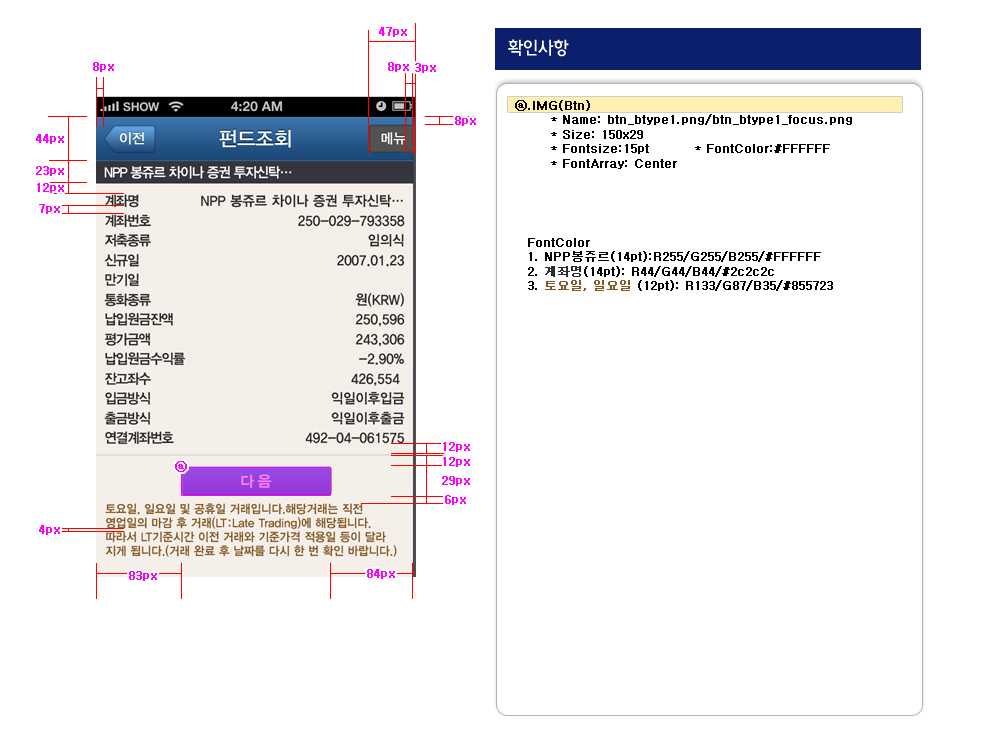 47px
8px
8px
3px
확인사항
SHOW
4:20 AM
8px
44px
이전
펀드조회
메뉴
23px
NPP 봉쥬르 차이나 증권 투자신탁…
12px
7px
계좌명 NPP 봉쥬르 차이나 증권 투자신탁…
계좌번호 250-029-793358
저축종류 임의식
신규일 2007.01.23
만기일
통화종류 원(KRW)
납입원금잔액 250,596
평가금액 243,306
납입원금수익률 -2.90%
잔고좌수 426,554
입금방식 익일이후입금
출금방식 익일이후출금
연결계좌번호 492-04-061575
12px
12px
ⓐ
다음
29px
6px
토요일, 일요일 및 공휴일 거래입니다.해당거래는 직전
영업일의 마감 후 거래(LT:Late Trading)에 해당됩니다.
4px
따라서 LT기준시간 이전 거래와 기준가격 적용일 등이 달라
지게 됩니다.(거래 완료 후 날짜를 다시 한 번 확인 바랍니다.)
83px
84px
ⓐ.IMG(Btn)
* Name: btn_btype1.png/btn_btype1_focus.png
* Size: 150x29
* Fontsize:15pt * FontColor:#FFFFFF
* FontArray: Center
FontColor
1. NPP봉쥬르(14pt):R255/G255/B255/#FFFFFF
2. 계좌명(14pt): R44/G44/B44/#2c2c2c
3. 토요일, 일요일 (12pt): R133/G87/B35/#855723